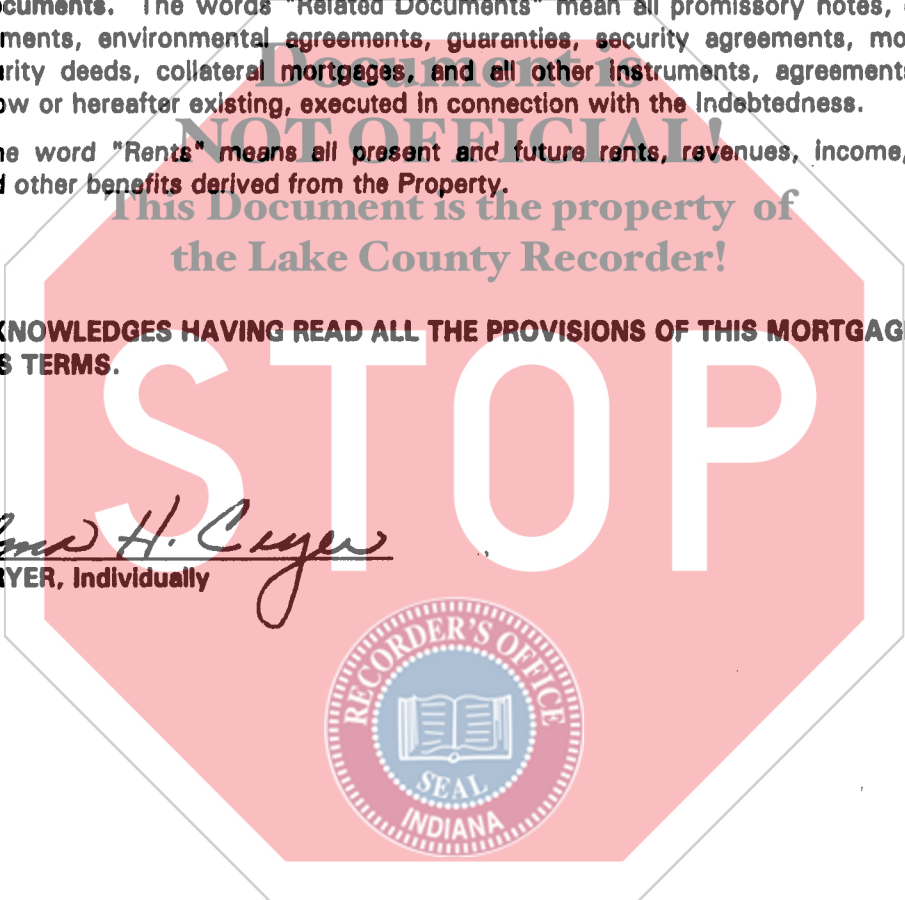 cuments. The words "Related Documents" mean all promissory notes,
ments, environmental agreements, guaranties, security agreements, mo
rity deeds, collateral mortgages, and all other instruments, agreements
ow or hereafter existing, executed in connection with the Indebtedness.
Document is
NOT OFFICIAL!
he word "Rents" means all present and future rents, revenues, income,
d other benefits derived from the Property.
This Document is the property of
the Lake County Recorder!
KNOWLEDGES HAVING READ ALL THE PROVISIONS OF THIS MORTGAG
S TERMS.
STOP
H. Cryer
RYER, Individually
RECORDER'S OFFICE
SEAL
INDIANA